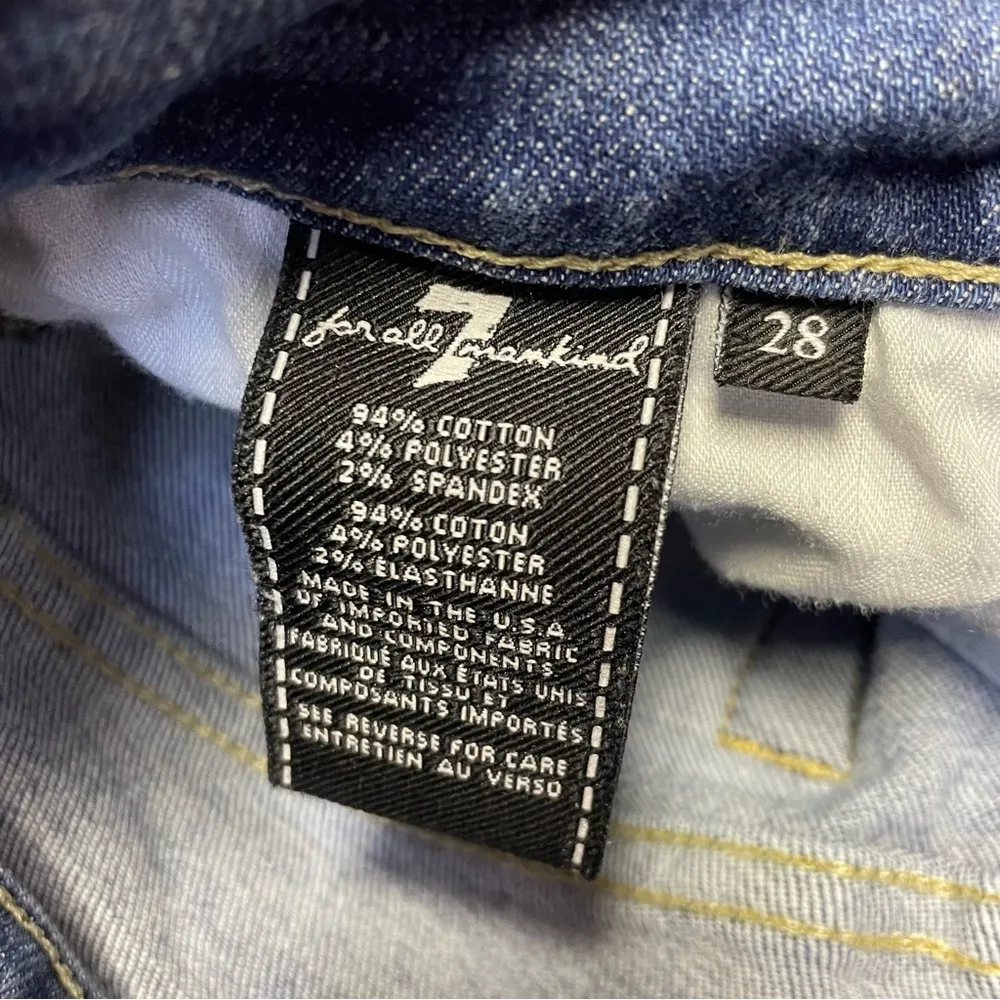 for all 7 mankind
28
94% COTTON
4% POLYESTER
2% SPANDEX
94% COTON
4% POLYESTER
2% ELASTHANNE
MADE IN THE U.S.A
OF IMPORTED FABRIC
AND COMPONENTS
FABRIQUÉ AUX ÉTATS UNIS
DE TISSU ET
COMPOSANTS IMPORTÉS
SEE REVERSE FOR CARE
ENTRETIEN AU VERSO